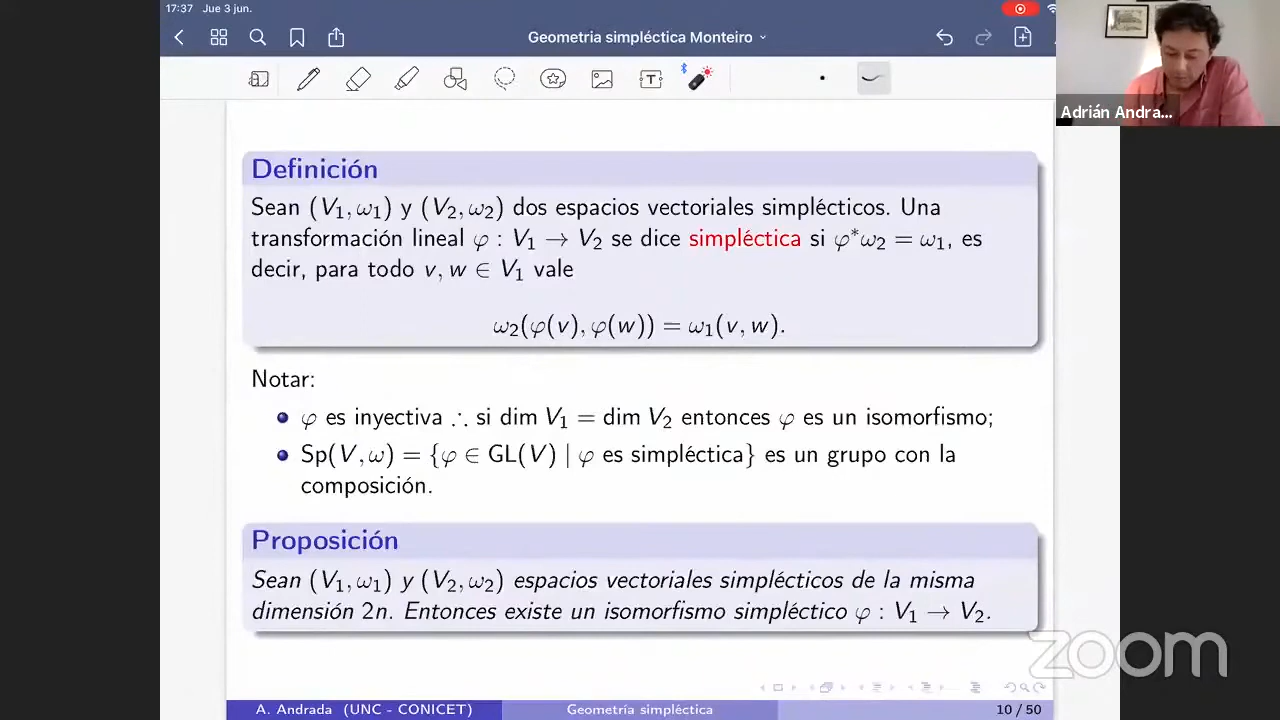 17:37 Jue 3 jun.
Geometria simpléctica Monteiro
T
Adrián Andra...
Definición
Sean (V₁, ω₁) y (V₂, ω₂) dos espacios vectoriales simplécticos. Una
transformación lineal φ : V₁ → V₂ se dice simpléctica si φ*ω₂ = ω₁, es
decir, para todo v, w ∈ V₁ vale
ω₂(φ(v), φ(w)) = ω₁(v, w).
Notar:
φ es inyectiva ∴ si dim V₁ = dim V₂ entonces φ es un isomorfismo;
Sp(V, ω) = {φ ∈ GL(V) | φ es simpléctica} es un grupo con la
composición.
Proposición
Sean (V₁, ω₁) y (V₂, ω₂) espacios vectoriales simplécticos de la misma
dimensión 2n. Entonces existe un isomorfismo simpléctico φ : V₁ → V₂.
zoom
A. Andrada (UNC - CONICET) Geometría simpléctica 10 / 50